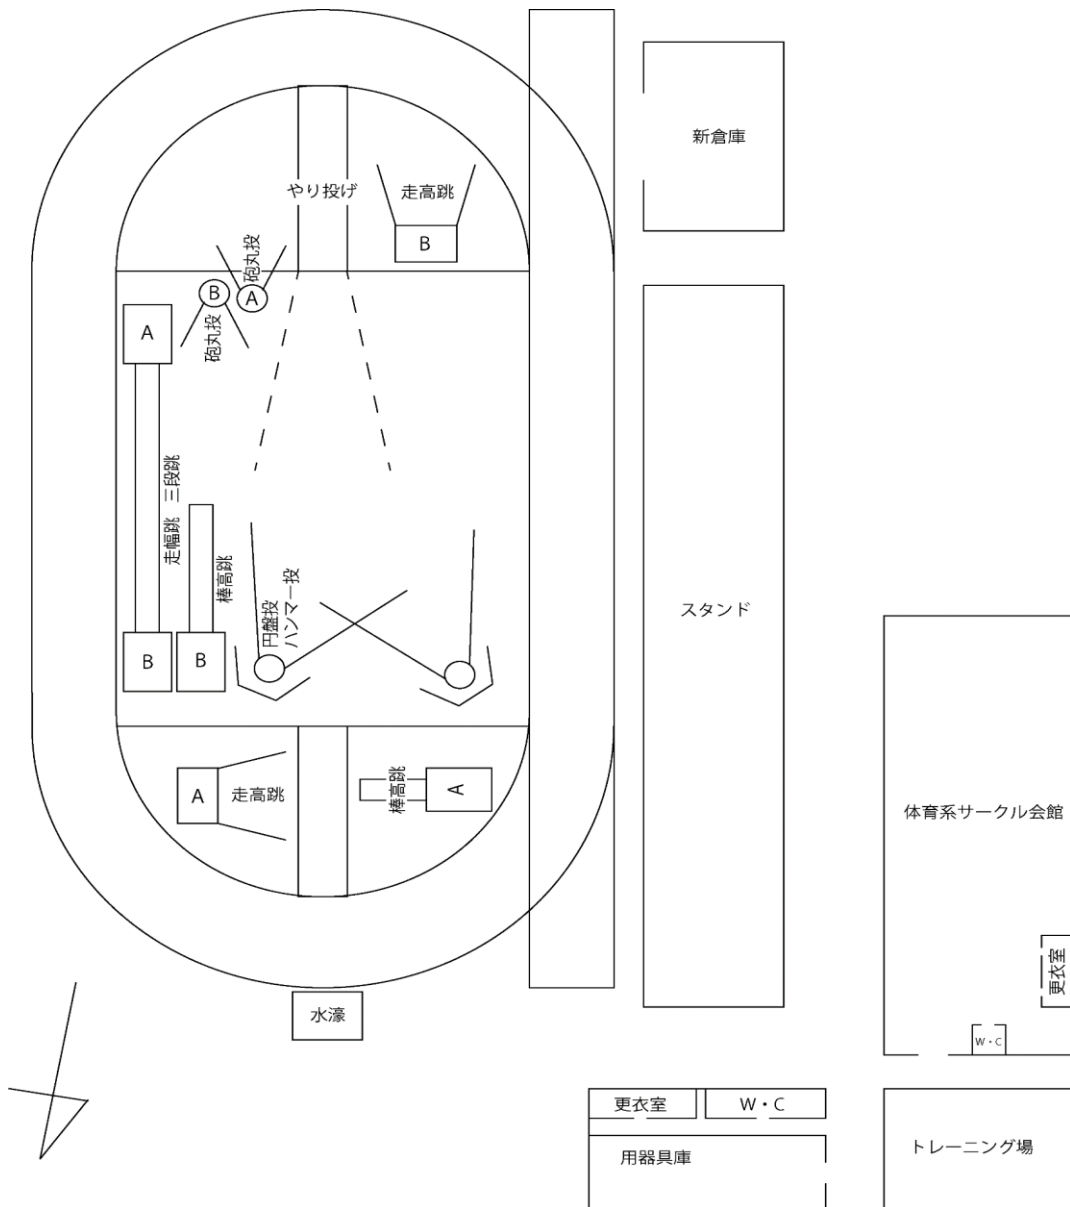 新倉庫
やり投げ
走高跳
B
砲丸投
B
A
砲丸投
A
三段跳
走幅跳
棒高跳
円盤投
ハンマー投
スタンド
B
B
A
走高跳
棒高跳
A
体育系サークル会館
更衣室
水濠
W・C
更衣室
W・C
用器具庫
トレーニング場